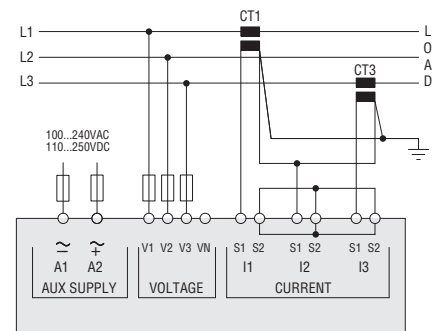 CT1
L1 L
L2 O
A
L3 D
CT3
100...240VAC
110...250VDC
V1 V2 V3 VN S1 S2 S1 S2 S1 S2
A1 A2 I1 I2 I3
AUX SUPPLY VOLTAGE CURRENT